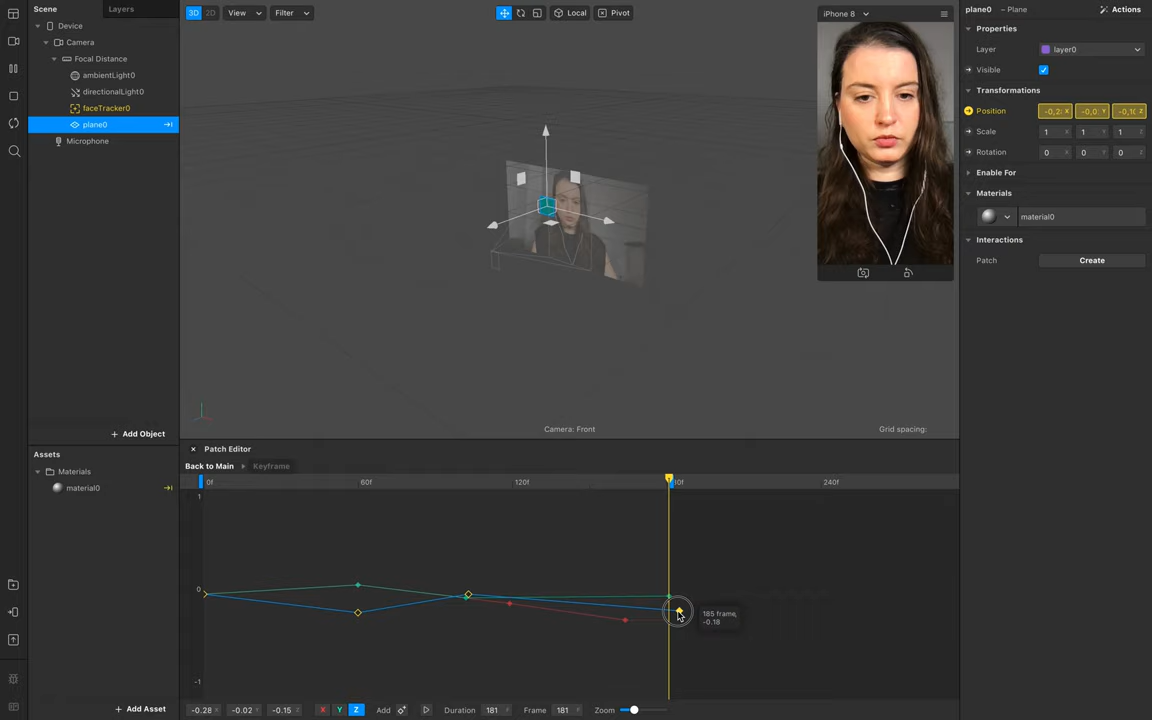 Scene
Layers
Device
Camera
Focal Distance
ambientLight0
directionalLight0
faceTracker0
plane0
Microphone
+ Add Object
Assets
Materials
material0
+ Add Asset
3D 2D View Filter Local Pivot
iPhone 8
Camera: Front
Grid spacing:
Patch Editor
Back to Main Keyframe
0f 60f 120f 240f
1
0
-1
185 frame,
-0.18
-0.28 -0.02 -0.15 X Y Z Add Duration 181 Frame 181 Zoom
plane0 – Plane Actions
Properties
Layer layer0
Visible
Transformations
Position X Y Z
Scale 1 X 1 Y 1 Z
Rotation 0 X 0 Y 0 Z
Enable For
Materials
material0
Interactions
Patch Create